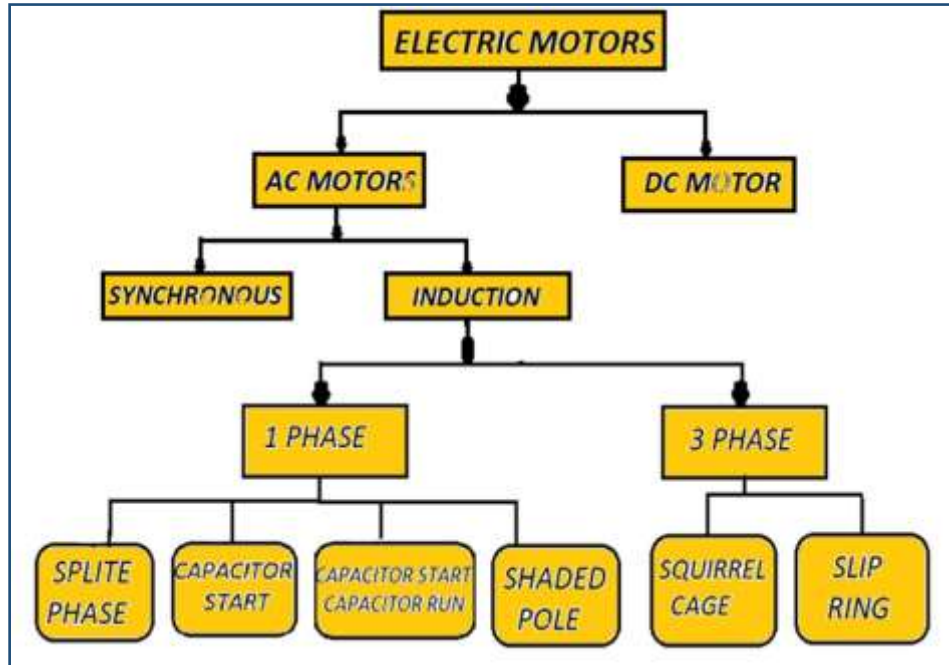 ELECTRIC MOTORS
AC MOTORS
DC MOTOR
SYNCHRONOUS
INDUCTION
1 PHASE
3 PHASE
SPLITE
PHASE
CAPACITOR
START
CAPACITOR START
CAPACITOR RUN
SHADED
POLE
SQUIRREL
CAGE
SLIP
RING